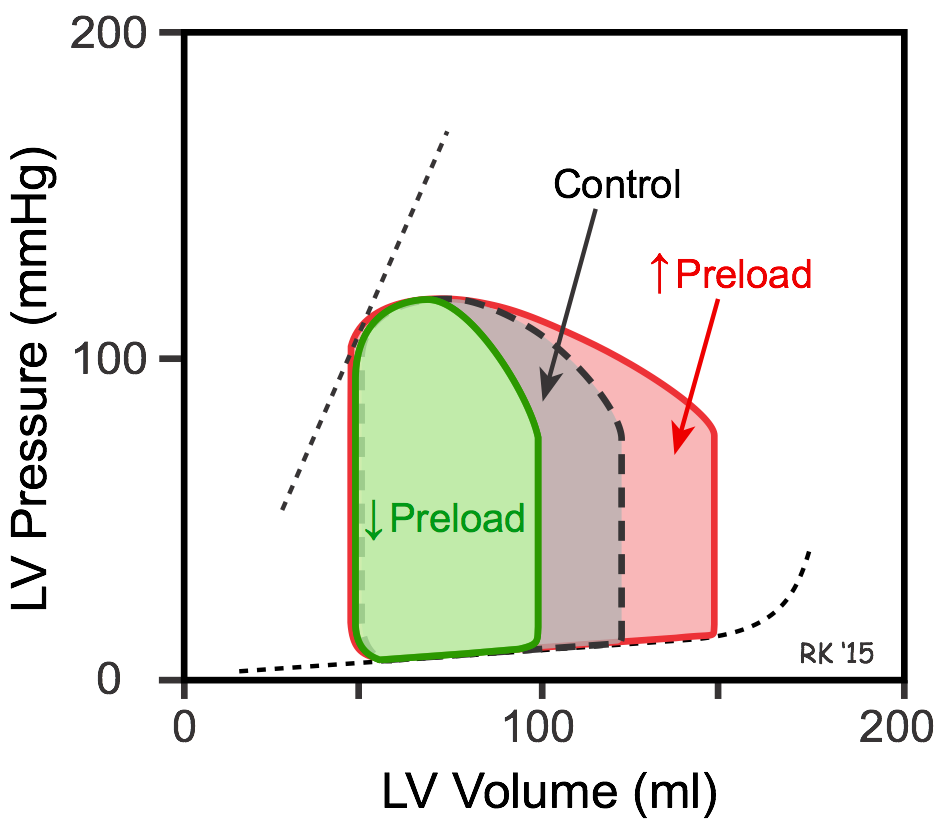 200
Control
↑Preload
LV Pressure (mmHg)
100
↓Preload
RK '15
0
0
100
200
LV Volume (ml)